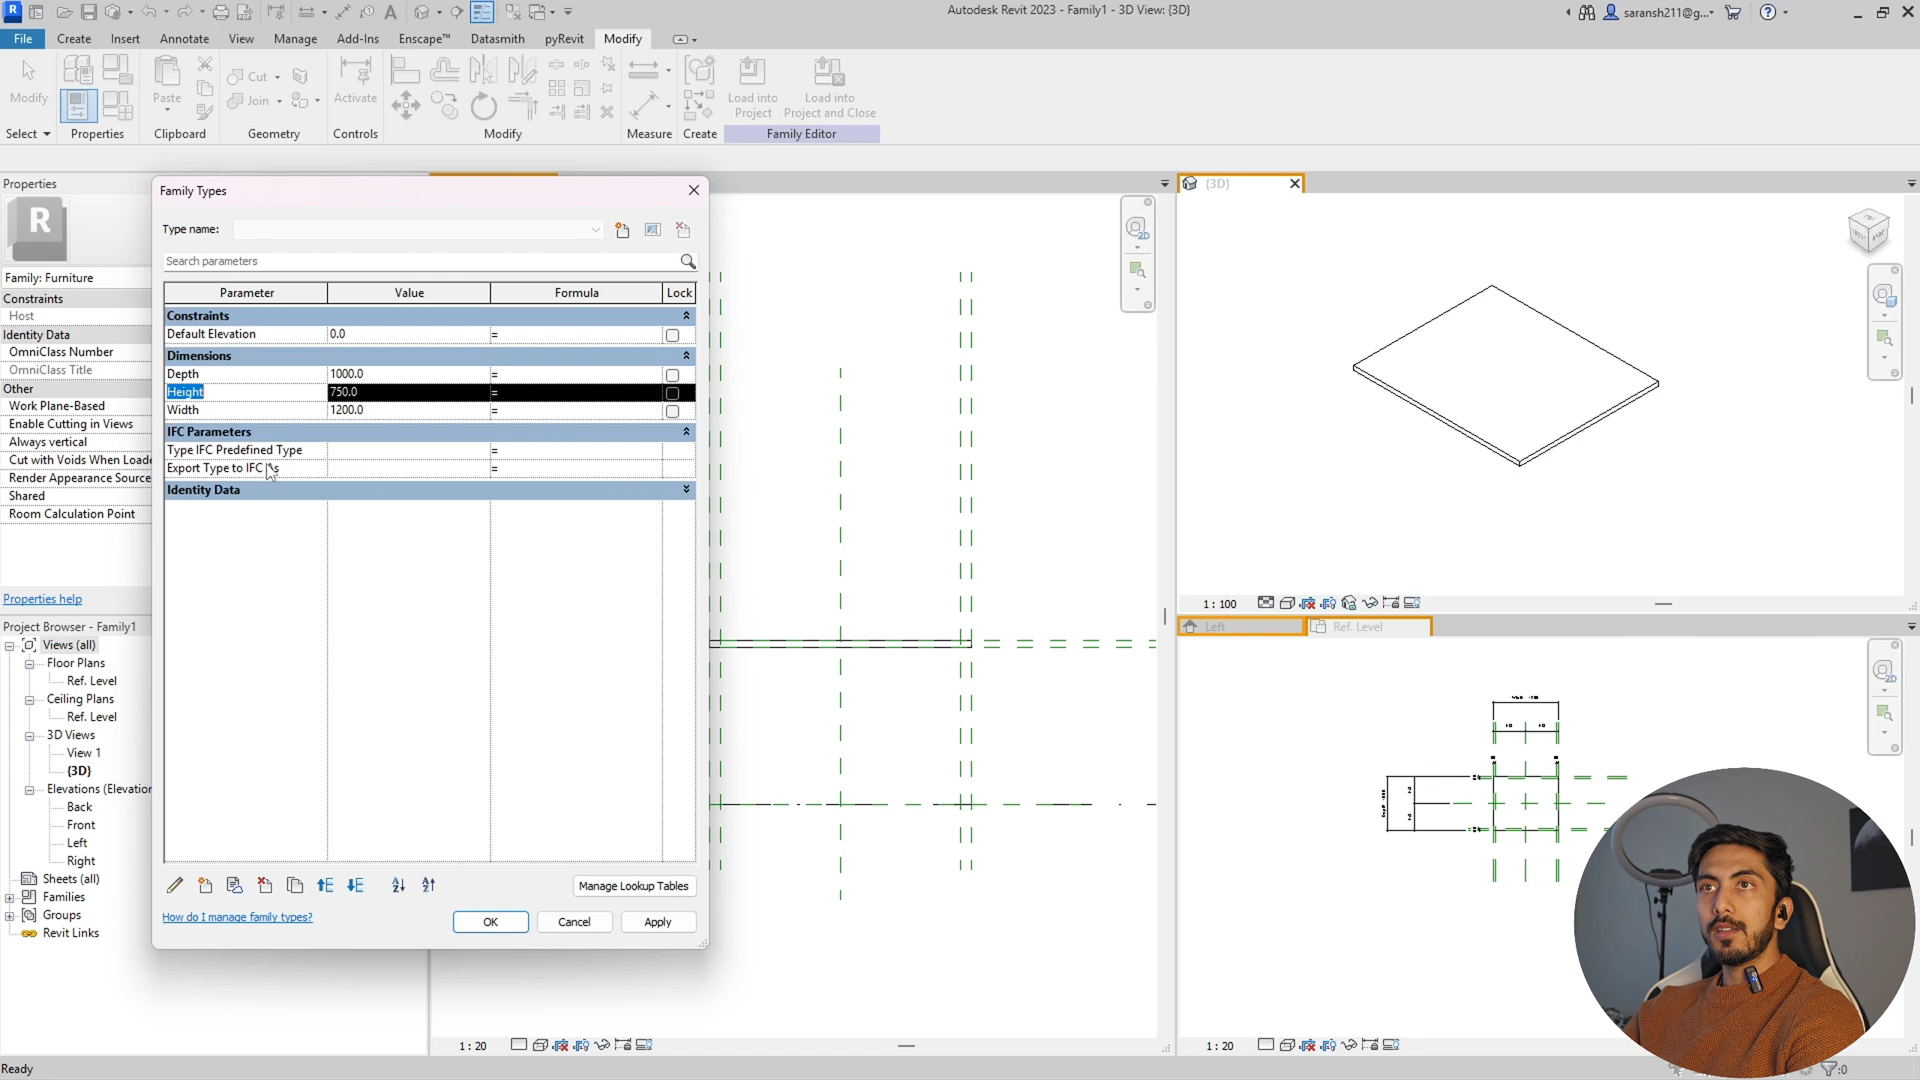 Autodesk Revit 2023 - Family1 - 3D View: {3D}
saransh211@g...
File Create Insert Annotate View Manage Add-Ins Enscape™ Datasmith pyRevit Modify
Modify
Paste
Cut
Join
Activate
Load into Project
Load into Project and Close
Select Properties Clipboard Geometry Controls Modify Measure Create Family Editor
Properties
R
Family: Furniture
Constraints
Host
Identity Data
OmniClass Number
OmniClass Title
Other
Work Plane-Based
Enable Cutting in Views
Always vertical
Cut with Voids When Loade
Render Appearance Source
Shared
Room Calculation Point
Properties help
Project Browser - Family1
Views (all)
Floor Plans
Ref. Level
Ceiling Plans
Ref. Level
3D Views
View 1
{3D}
Elevations (Elevation
Back
Front
Left
Right
Sheets (all)
Families
Groups
Revit Links
Family Types
Type name:
Search parameters
Parameter Value Formula Lock
Constraints
Default Elevation 0.0 =
Dimensions
Depth 1000.0 =
Height 750.0 =
Width 1200.0 =
IFC Parameters
Type IFC Predefined Type =
Export Type to IFC As =
Identity Data
Manage Lookup Tables
How do I manage family types?
OK Cancel Apply
{3D}
1 : 100
Left Ref. Level
1 : 20
1 : 20
Ready
:0